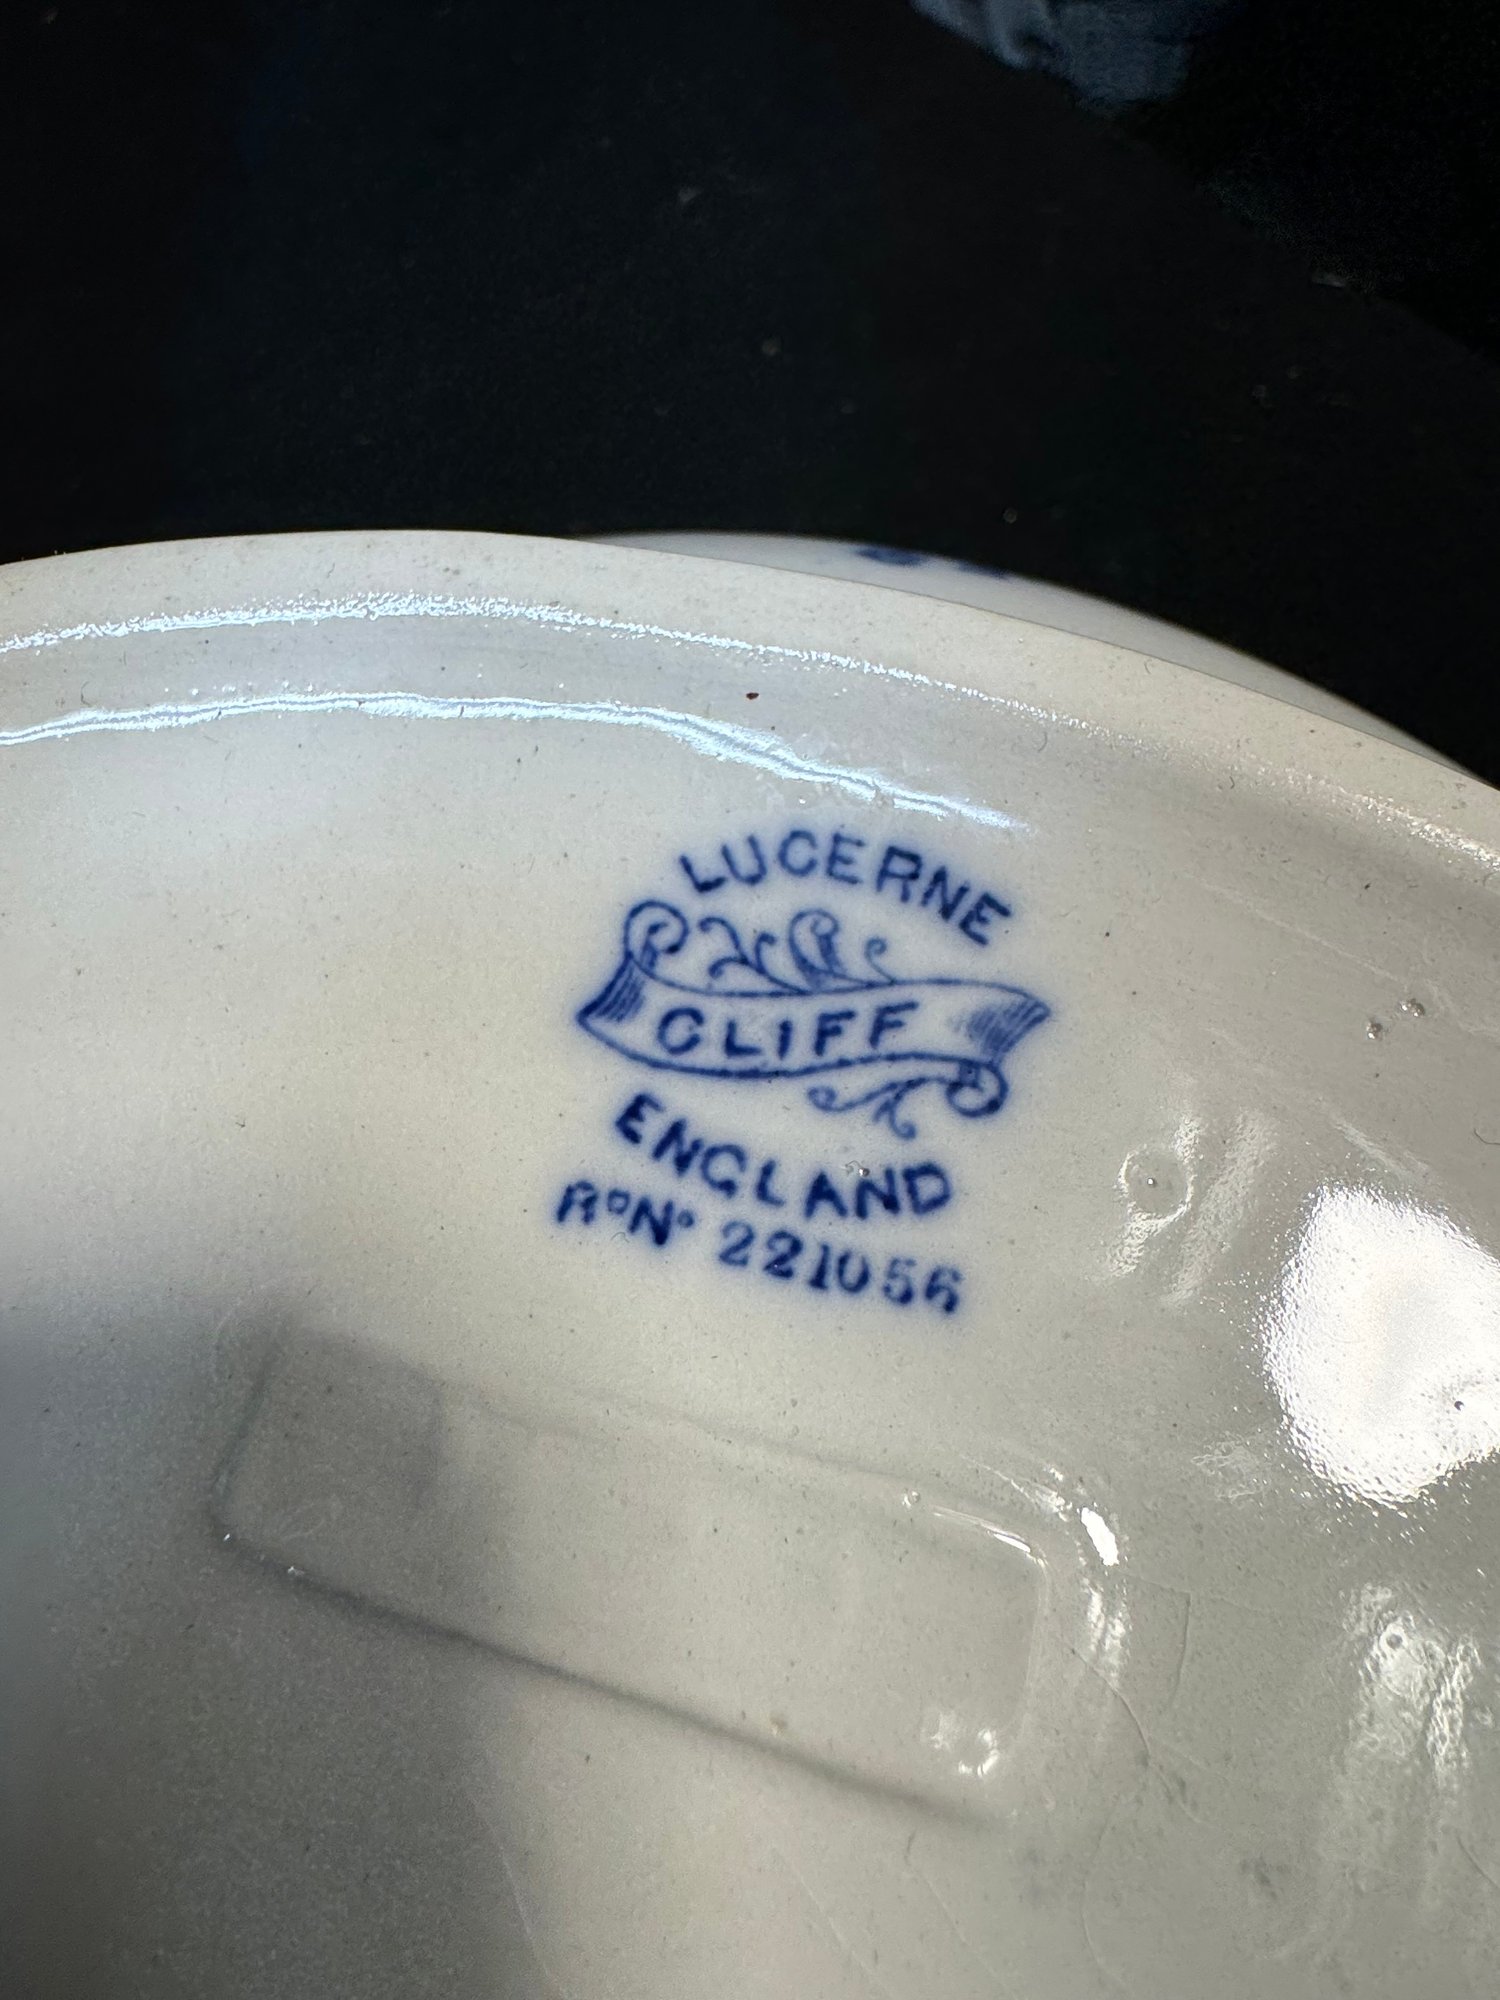 LUCERNE
CLIFF
ENGLAND
RᴰNº 221056